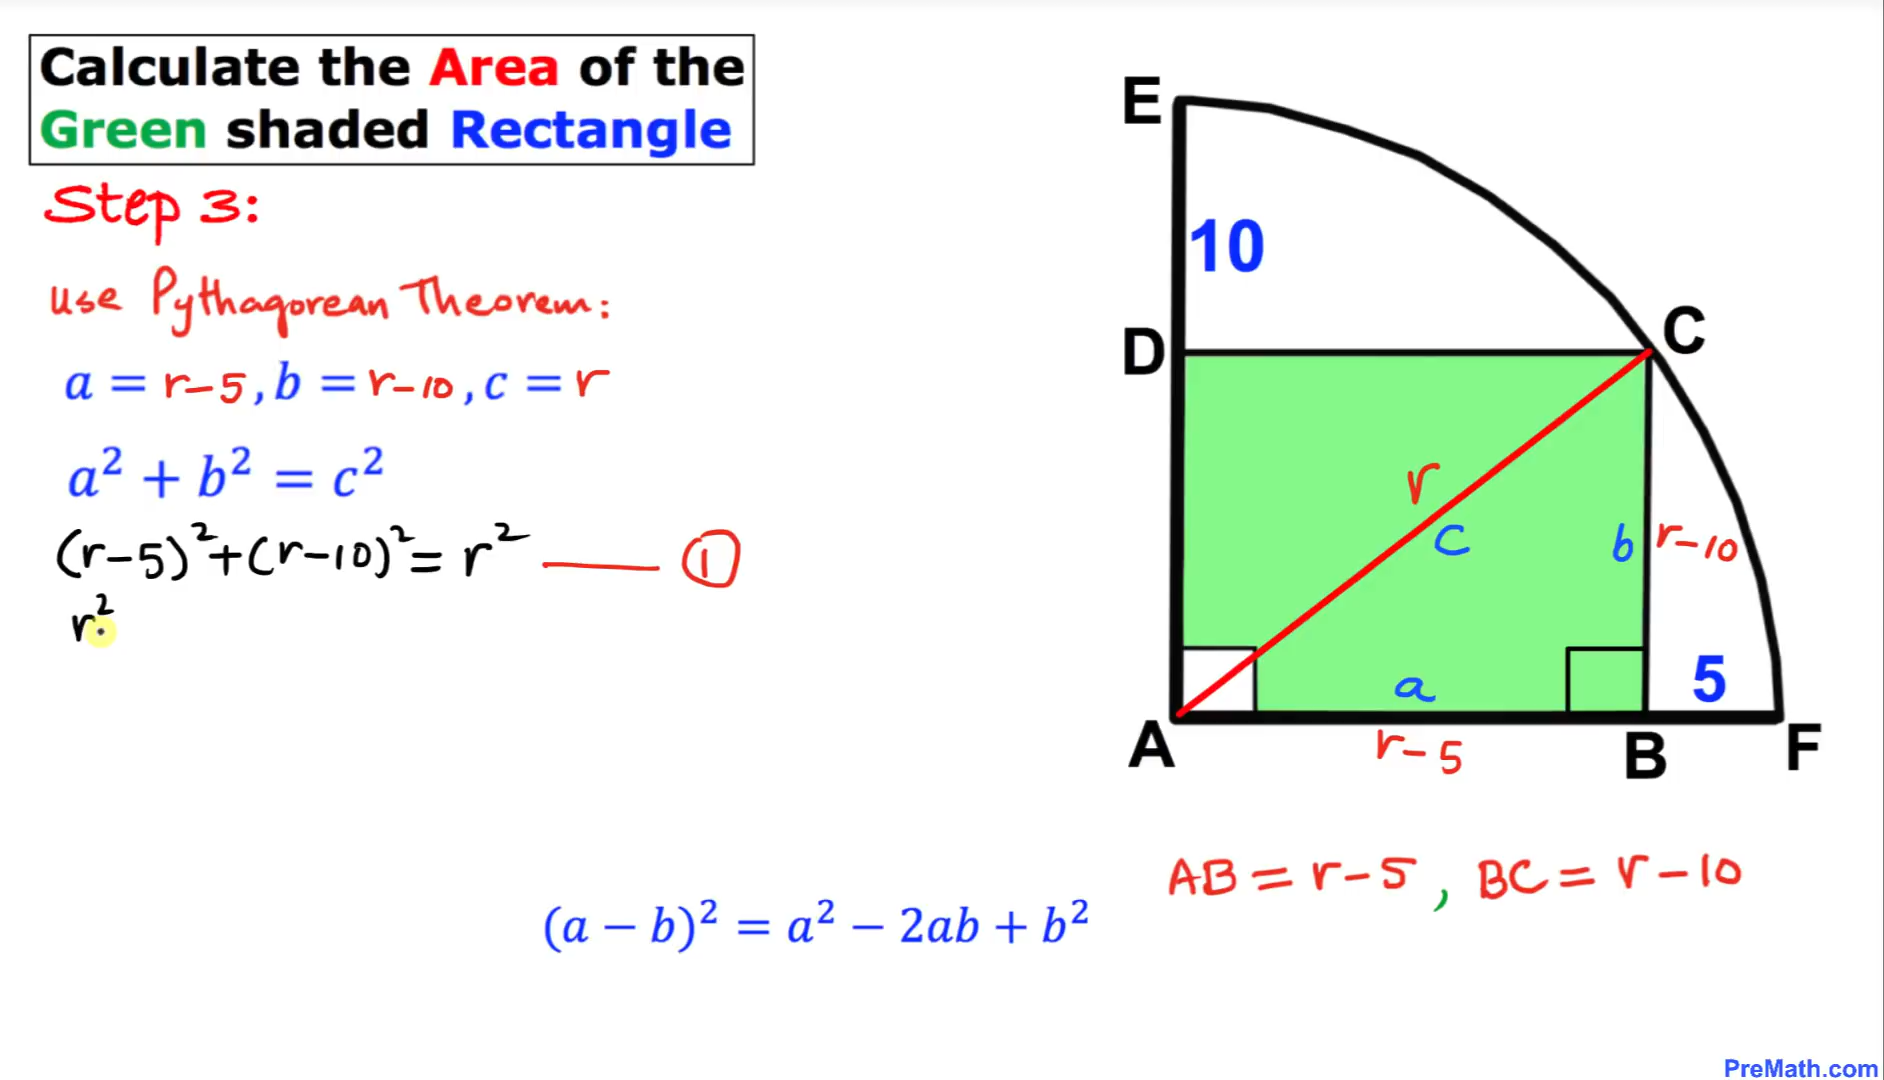 Calculate the Area of the
Green shaded Rectangle
Step 3:
use Pythagorean Theorem:
a = r-5, b = r-10, c = r
a² + b² = c²
(r-5)²+(r-10)² = r² —— ①
r²
(a − b)² = a² − 2ab + b²
E
10
D
C
r
c
b
r-10
a
5
A
r-5
B
F
AB = r-5, BC = r-10
PreMath.com